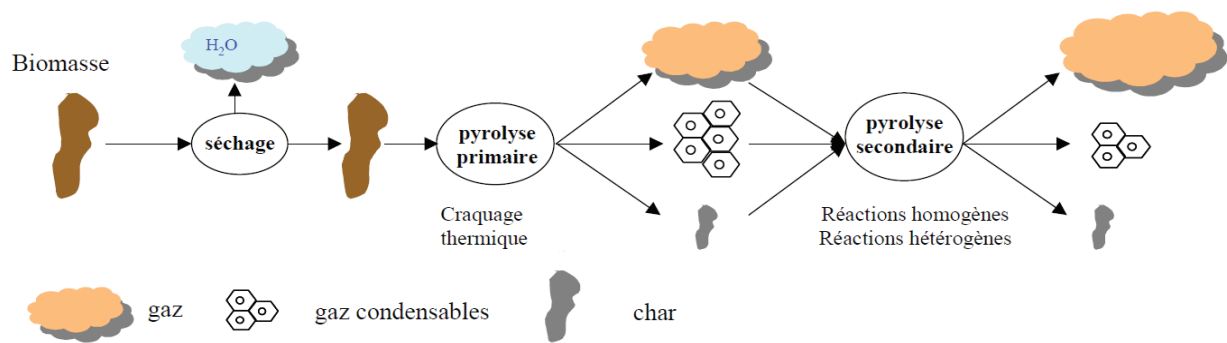 H₂O
Biomasse
séchage
pyrolyse
primaire
pyrolyse
secondaire
Craquage
thermique
Réactions homogènes
Réactions hétérogènes
gaz
gaz condensables
char